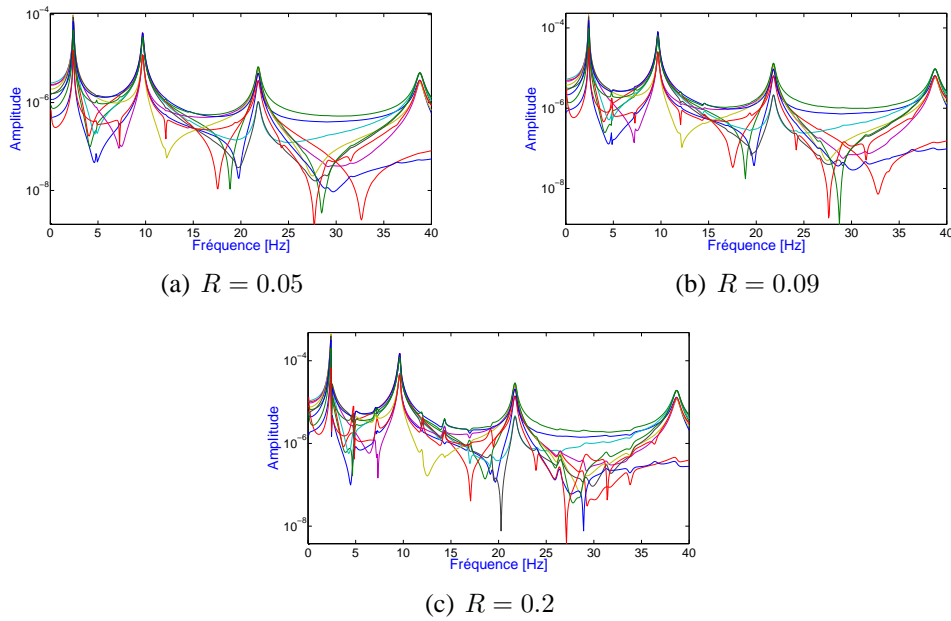 10^{-4}
10^{-6}
10^{-8}
Amplitude
0 5 10 15 20 25 30 35 40
Fréquence [Hz]
(a) R = 0.05
10^{-4}
10^{-6}
10^{-8}
Amplitude
0 5 10 15 20 25 30 35 40
Fréquence [Hz]
(b) R = 0.09
10^{-4}
10^{-6}
10^{-8}
Amplitude
0 5 10 15 20 25 30 35 40
Fréquence [Hz]
(c) R = 0.2